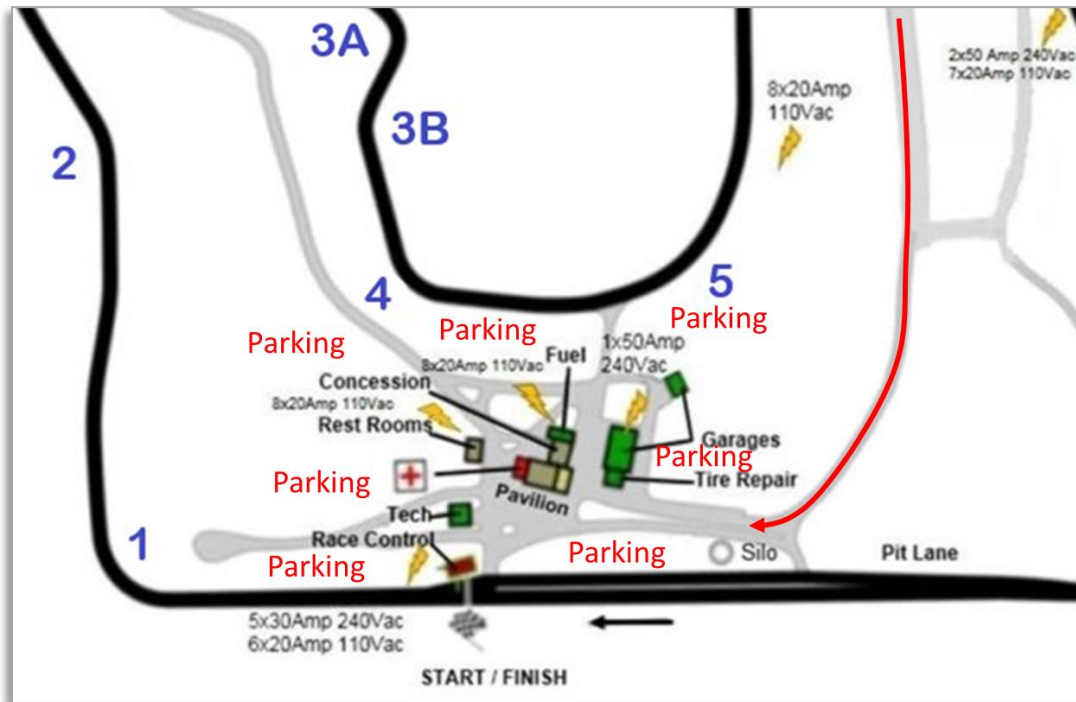 3A
2x50 Amp 240Vac
7x20Amp 110Vac
8x20Amp
110Vac
3B
2
5
4
Parking
Parking
Parking
1x50Amp
240Vac
Fuel
8x20Amp 110Vac
Concession
8x20Amp 110Vac
Rest Rooms
Garages
Parking
Tire Repair
Parking
Pavilion
Tech
Race Control
1
Parking
Parking
Silo
Pit Lane
5x30Amp 240Vac
6x20Amp 110Vac
START / FINISH